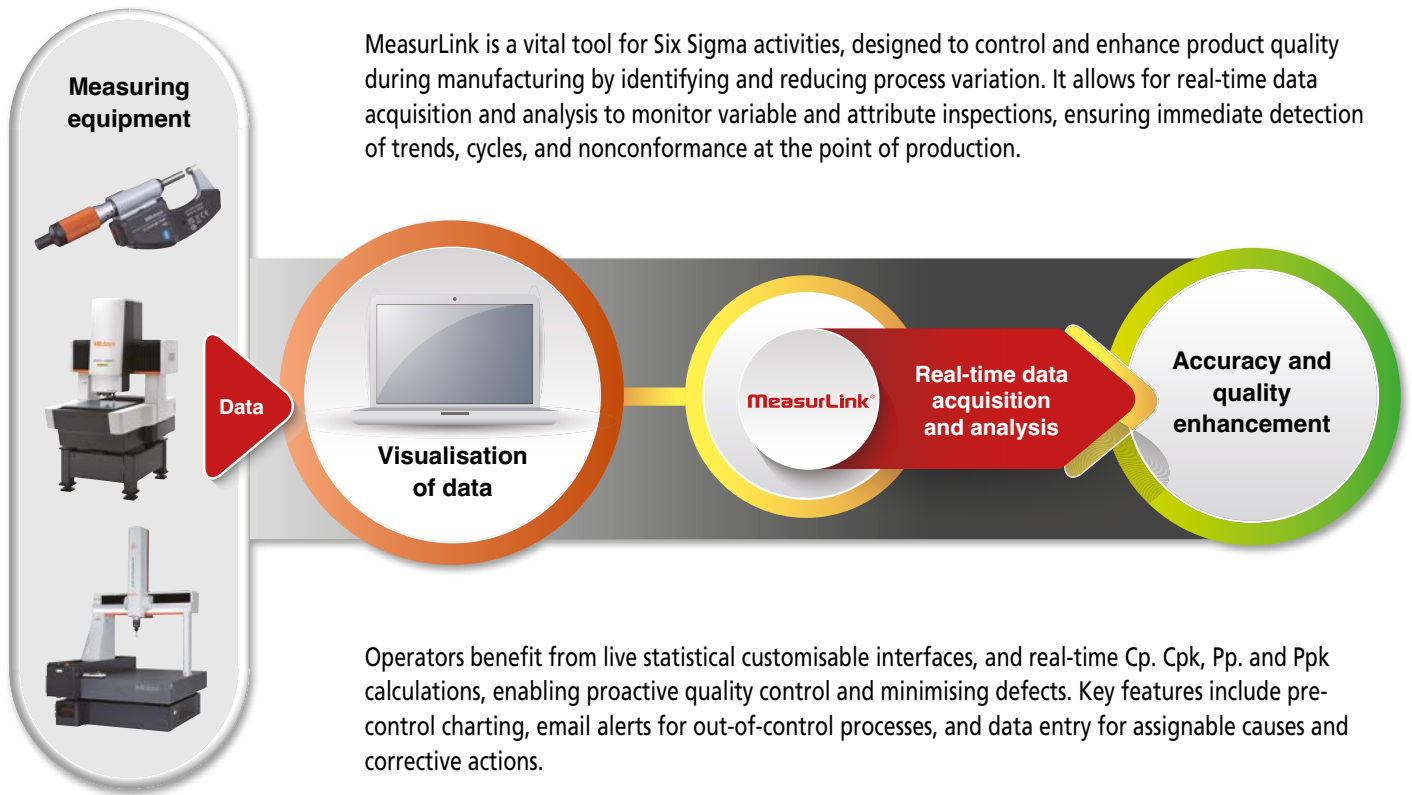 MeasurLink is a vital tool for Six Sigma activities, designed to control and enhance product quality
during manufacturing by identifying and reducing process variation. It allows for real-time data
acquisition and analysis to monitor variable and attribute inspections, ensuring immediate detection
of trends, cycles, and nonconformance at the point of production.
Measuring
equipment
Data
Visualisation
of data
MeasurLink®
Real-time data
acquisition
and analysis
Accuracy and
quality
enhancement
Operators benefit from live statistical customisable interfaces, and real-time Cp. Cpk, Pp. and Ppk
calculations, enabling proactive quality control and minimising defects. Key features include pre-
control charting, email alerts for out-of-control processes, and data entry for assignable causes and
corrective actions.